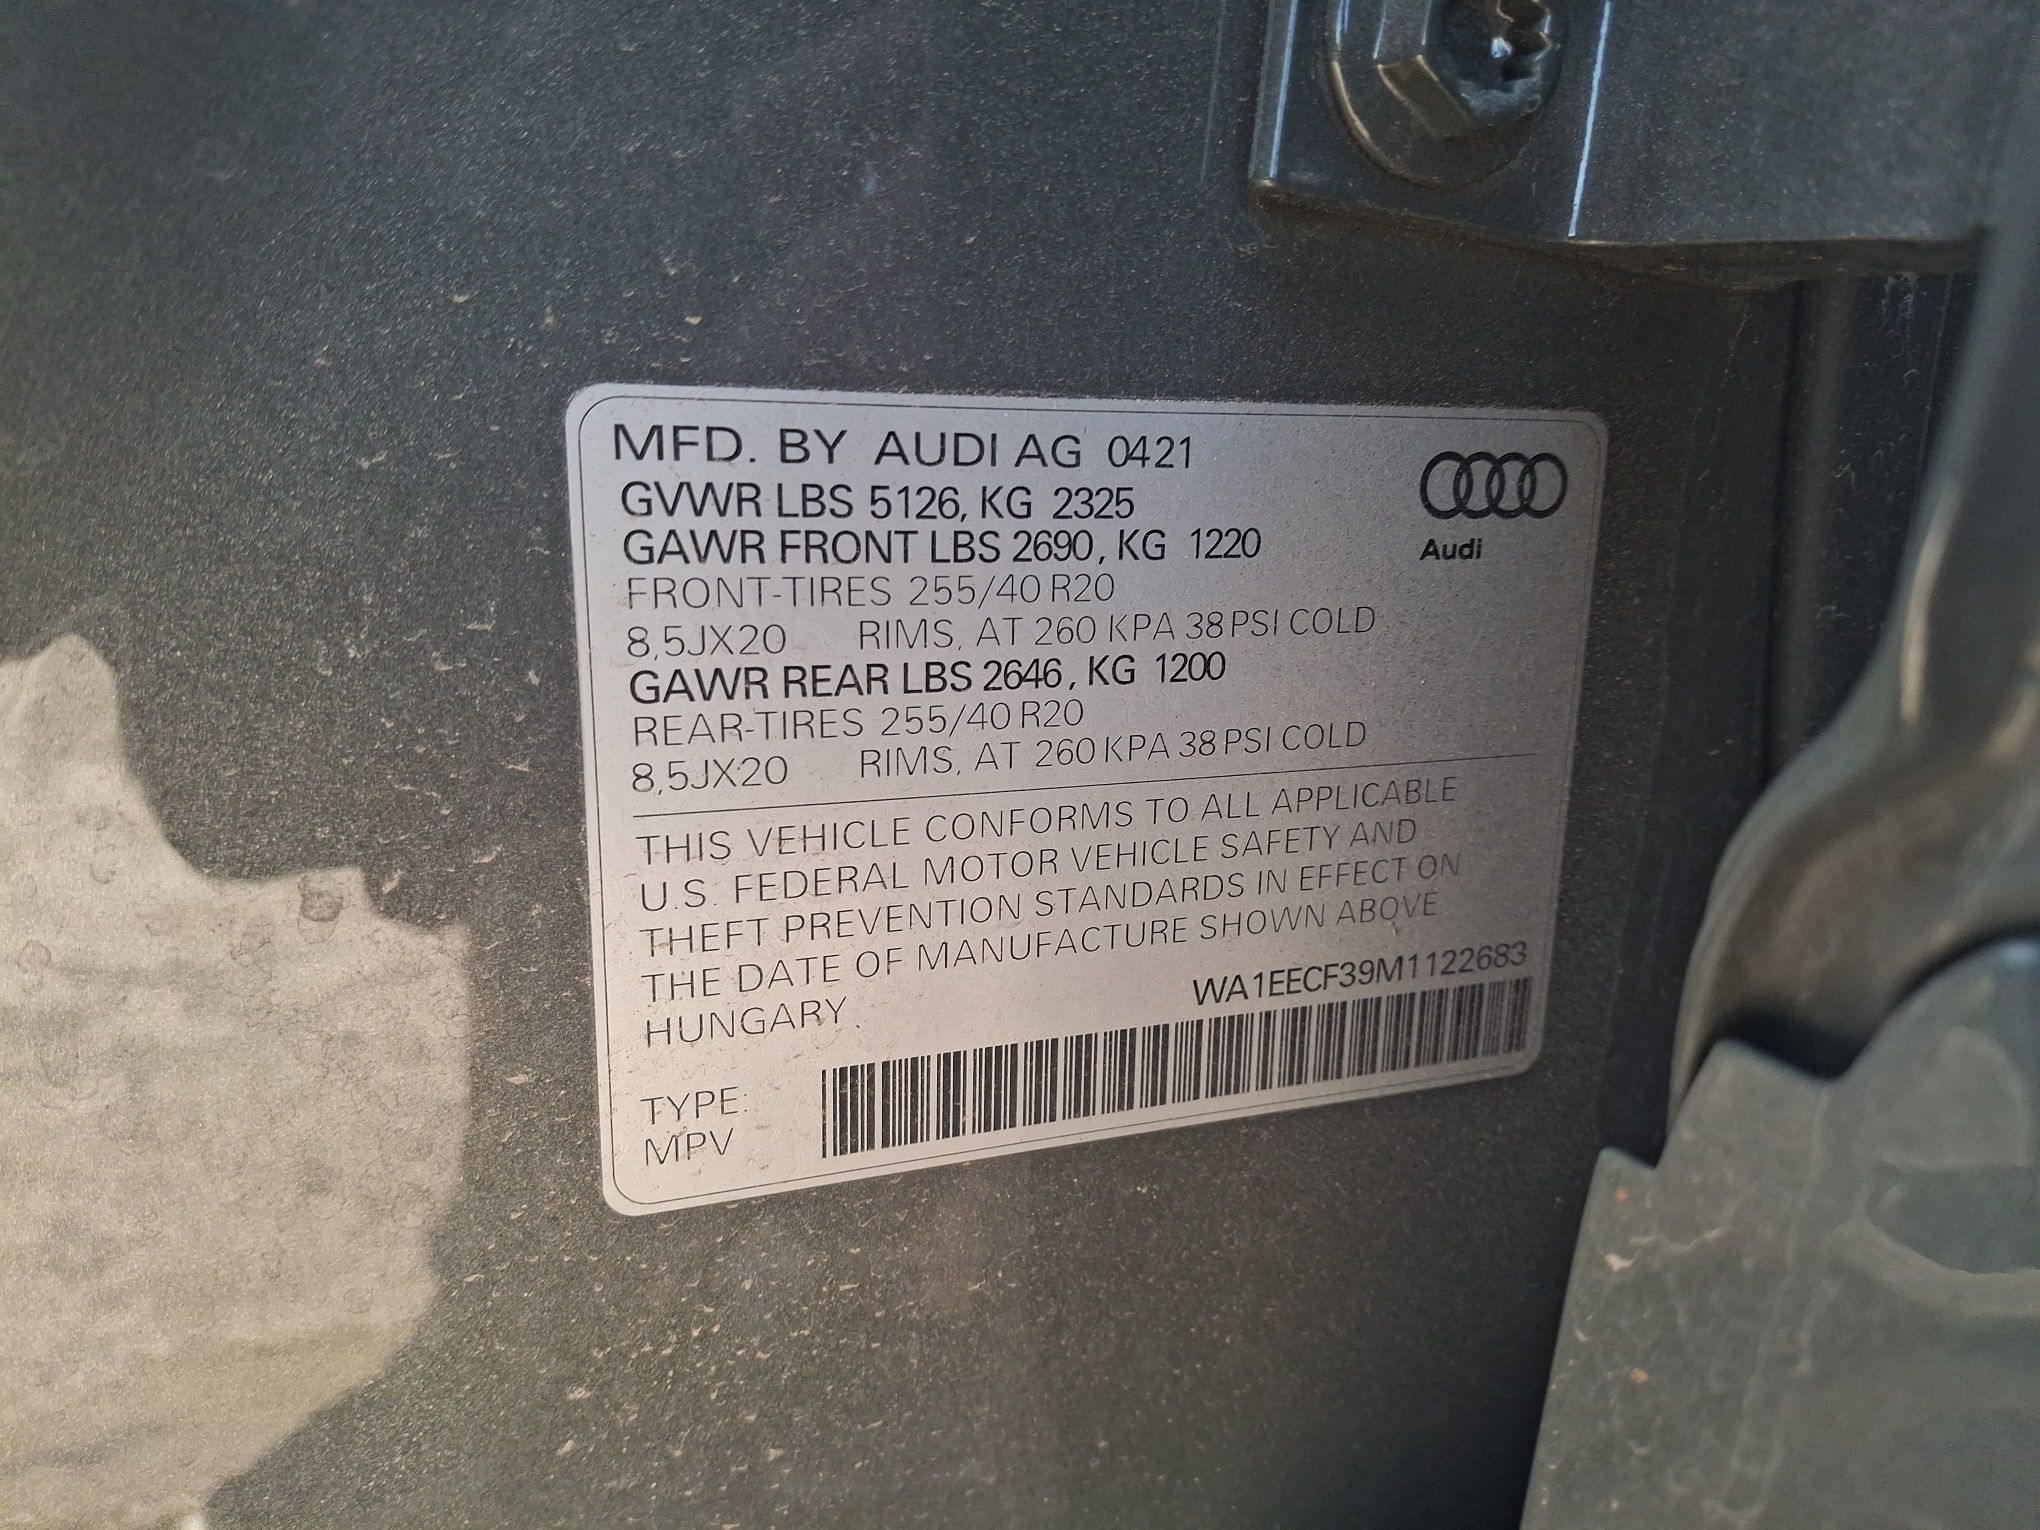 MFD. BY AUDI AG 0421
GVWR LBS 5126, KG 2325
GAWR FRONT LBS 2690, KG 1220
FRONT-TIRES 255/40 R20
8,5JX20 RIMS, AT 260 KPA 38 PSI COLD
GAWR REAR LBS 2646, KG 1200
REAR-TIRES 255/40 R20
8,5JX20 RIMS, AT 260 KPA 38 PSI COLD
Audi
THIS VEHICLE CONFORMS TO ALL APPLICABLE
U.S. FEDERAL MOTOR VEHICLE SAFETY AND
THEFT PREVENTION STANDARDS IN EFFECT ON
THE DATE OF MANUFACTURE SHOWN ABOVE
HUNGARY
WA1EECF39M1122683
TYPE:
MPV